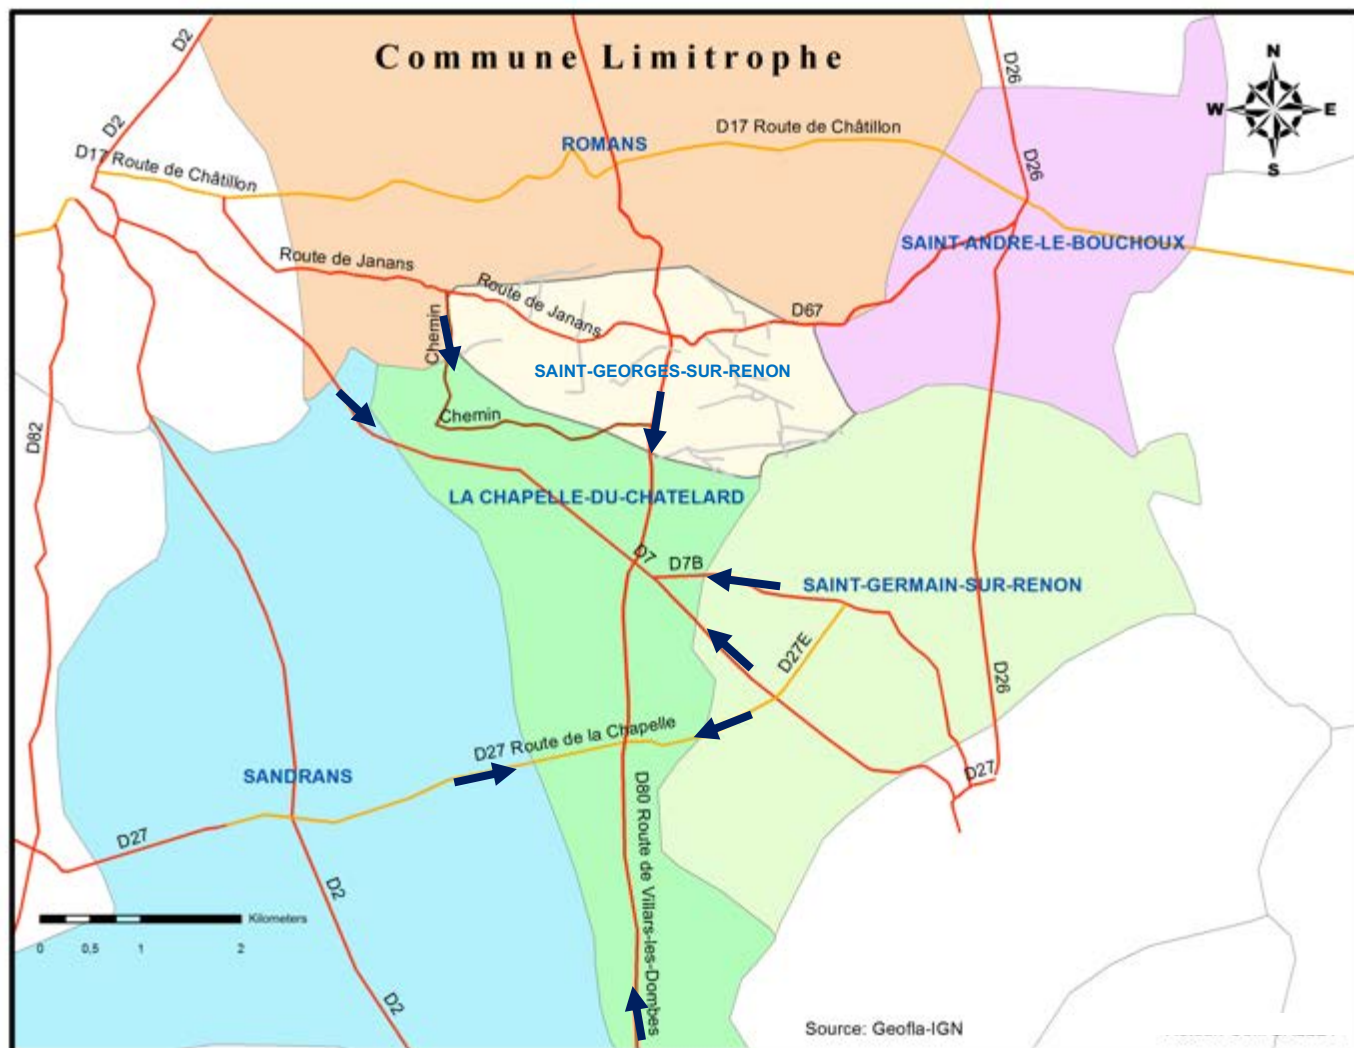 Commune Limitrophe
N
W E
S
D2
D26
D17 Route de Châtillon
ROMANS
D2
D17 Route de Châtillon
D26
SAINT-ANDRE-LE-BOUCHOUX
Route de Janans
Route de Janans
D67
Chemin
SAINT-GEORGES-SUR-RENON
Chemin
D82
LA CHAPELLE-DU-CHATELARD
D7
D7B
SAINT-GERMAIN-SUR-RENON
D27E
D26
D27 Route de la Chapelle
SANDRANS
D27
D80 Route de Villars-les-Dombes
D27
D2
Kilometers
0 0,5 1 2
D2
Source: Geofla-IGN